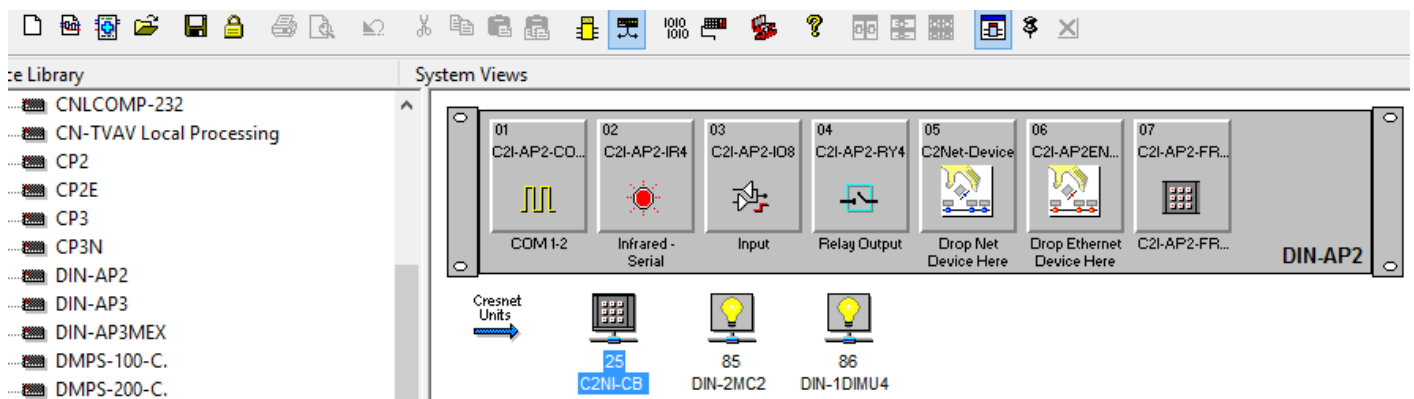 ce Library
System Views
CNLCOMP-232
CN-TVAV Local Processing
CP2
CP2E
CP3
CP3N
DIN-AP2
DIN-AP3
DIN-AP3MEX
DMPS-100-C.
DMPS-200-C.
01
C2I-AP2-CO...
COM 1-2
02
C2I-AP2-IR4
Infrared -
Serial
03
C2I-AP2-IO8
Input
04
C2I-AP2-RY4
Relay Output
05
C2Net-Device
Drop Net
Device Here
06
C2I-AP2EN...
Drop Ethernet
Device Here
07
C2I-AP2-FR...
C2I-AP2-FR...
DIN-AP2
Cresnet
Units
25
C2NI-CB
85
DIN-2MC2
86
DIN-1DIMU4